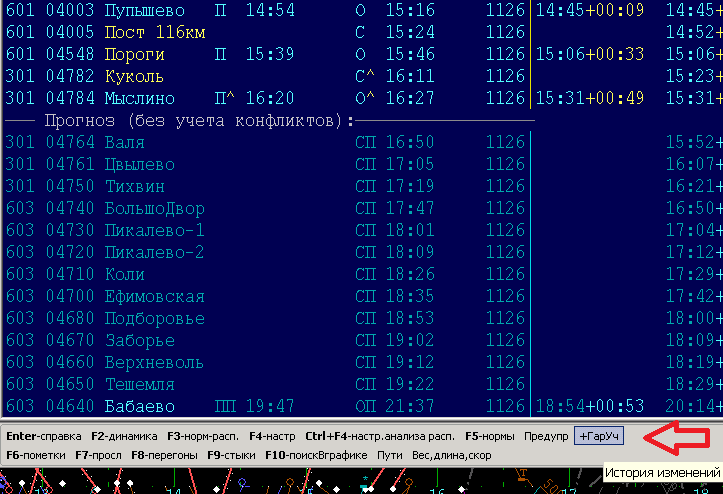 601 04003 Пупышево П 14:54 О 15:16 1126 14:45+00:09 14:45+
601 04005 Пост 116км С 15:24 1126 14:52+
601 04548 Пороги П 15:39 О 15:46 1126 15:06+00:33 15:06+
301 04782 Куколь С^ 16:11 1126 15:23+
301 04784 Мыслино П^ 16:20 О^ 16:27 1126 15:31+00:49 15:31+
Прогноз (без учета конфликтов):
301 04764 Валя СП 16:50 1126 15:52+
301 04761 Цвылево СП 17:05 1126 16:07+
301 04750 Тихвин СП 17:19 1126 16:21+
603 04740 БольшоДвор СП 17:47 1126 16:50+
603 04730 Пикалево-1 СП 18:01 1126 17:04+
603 04720 Пикалево-2 СП 18:09 1126 17:12+
603 04710 Коли СП 18:26 1126 17:29+
603 04700 Ефимовская СП 18:35 1126 17:42+
603 04680 Подборовье СП 18:53 1126 18:00+
603 04670 Заборье СП 19:02 1126 18:09+
603 04660 Верхневоль СП 19:12 1126 18:19+
603 04650 Тешемля СП 19:22 1126 18:29+
603 04640 Бабаево ПП 19:47 ОП 21:37 1126 18:54+00:53 20:14+
Enter-справка F2-динамика F3-норм-расп. F4-настр Ctrl+F4-настр.анализа расп. F5-нормы Предупр +ГарУч
F6-пометки F7-прослF8-перегоны F9-стыки F10-поискВграфике Пути Вес,длина,скор
История изменений